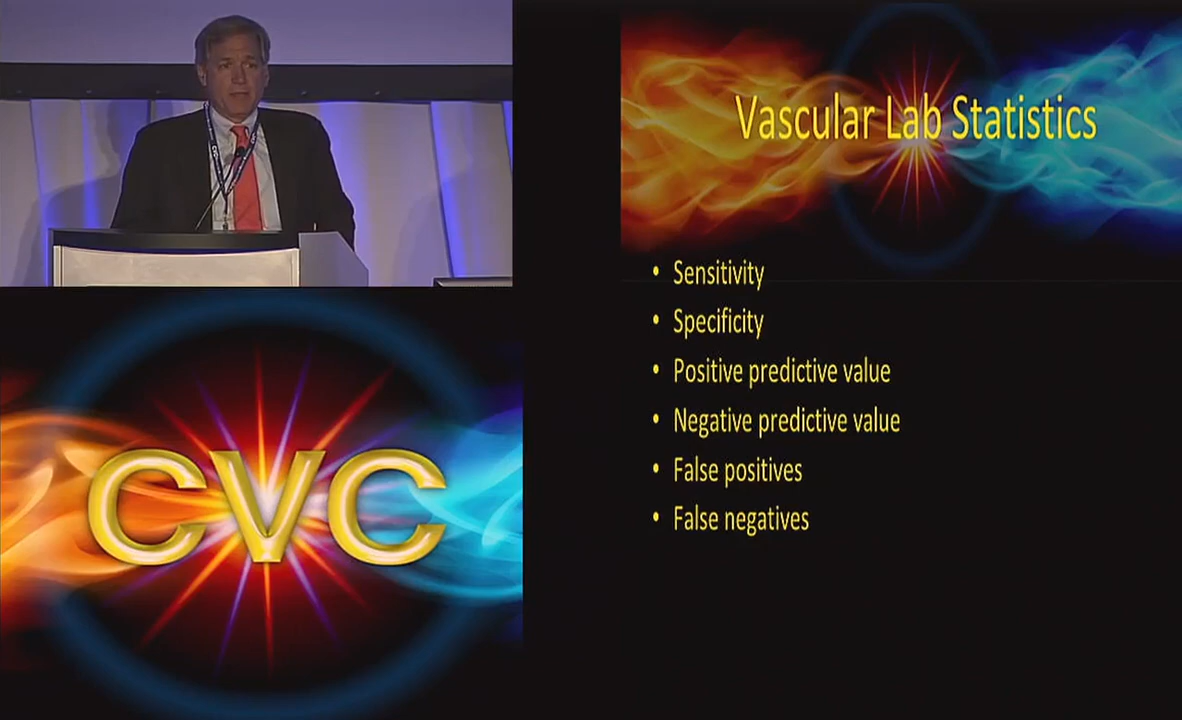 Vascular Lab Statistics
• Sensitivity
• Specificity
• Positive predictive value
• Negative predictive value
• False positives
• False negatives
CVC